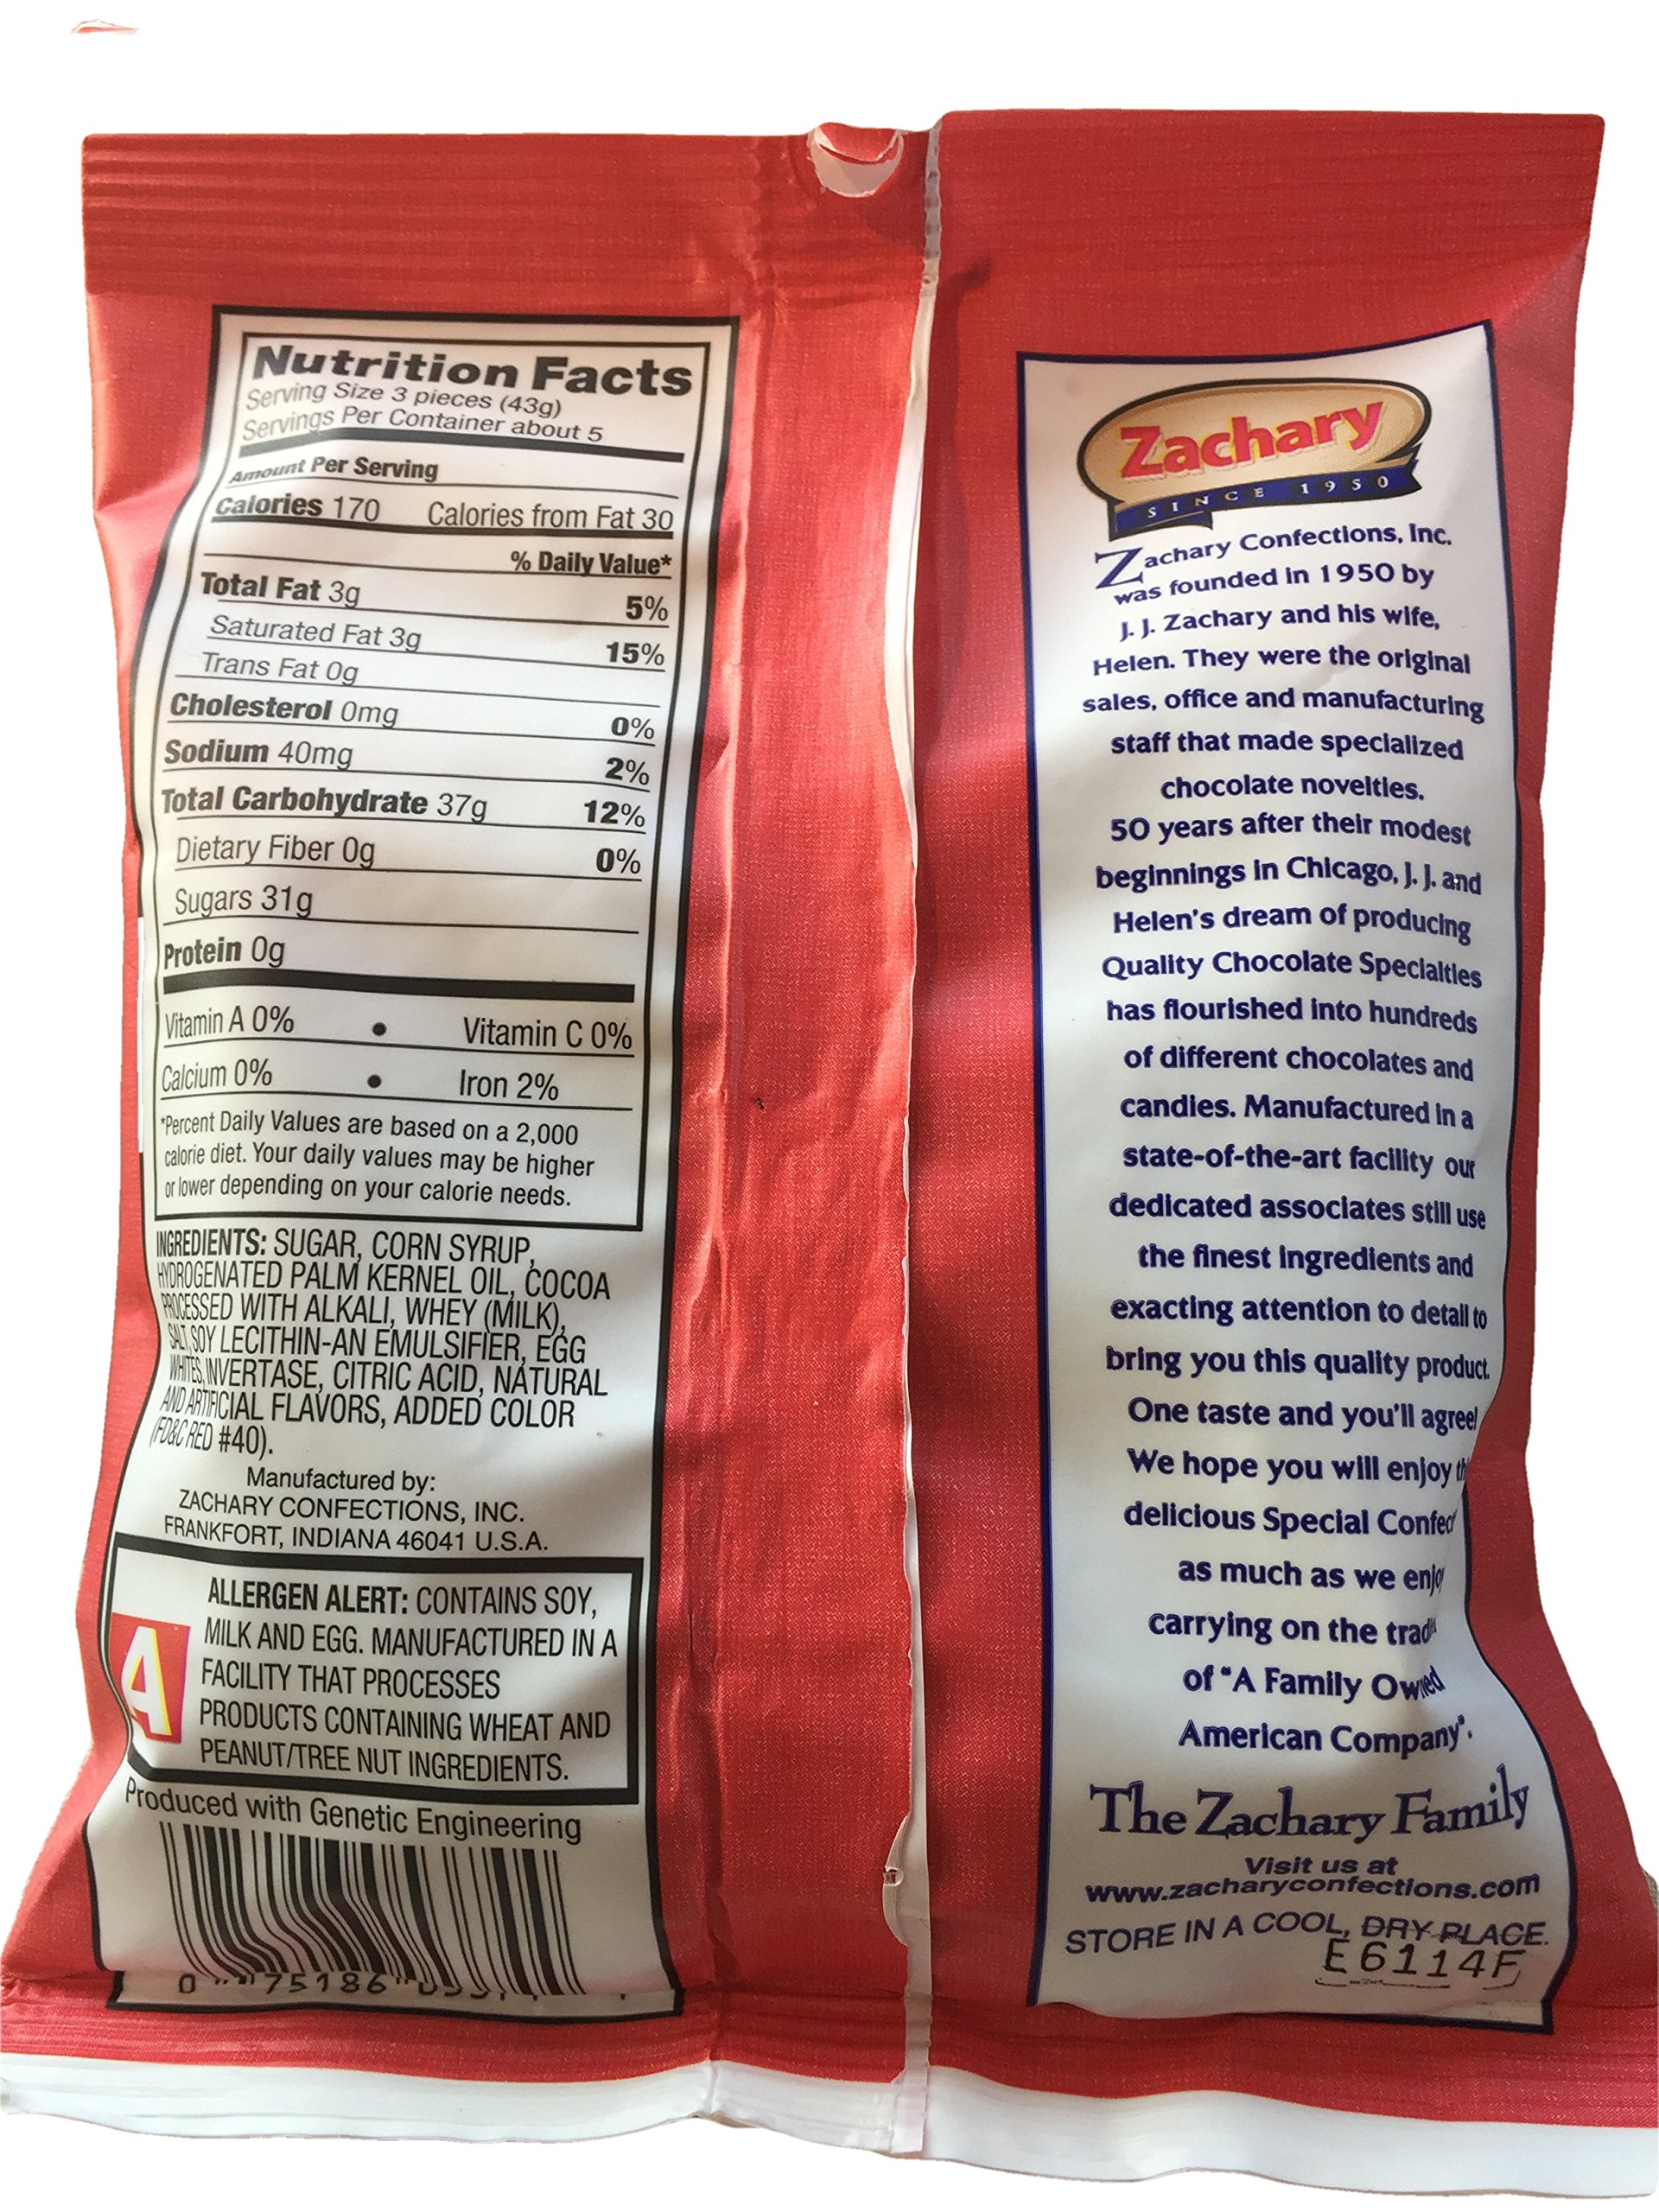 Nutrition Facts
Serving Size 3 pieces (43g)
Servings Per Container about 5
Amount Per Serving
Calories 170 Calories from Fat 30
% Daily Value*
Total Fat 3g 5%
Saturated Fat 3g 15%
Trans Fat 0g
Cholesterol 0mg 0%
Sodium 40mg 2%
Total Carbohydrate 37g 12%
Dietary Fiber 0g 0%
Sugars 31g
Protein 0g
Vitamin A 0% • Vitamin C 0%
Calcium 0% • Iron 2%
*Percent Daily Values are based on a 2,000
calorie diet. Your daily values may be higher
or lower depending on your calorie needs.
INGREDIENTS: SUGAR, CORN SYRUP,
HYDROGENATED PALM KERNEL OIL, COCOA
PROCESSED WITH ALKALI, WHEY (MILK),
SALT, SOY LECITHIN-AN EMULSIFIER, EGG
WHITES, INVERTASE, CITRIC ACID, NATURAL
AND ARTIFICIAL FLAVORS, ADDED COLOR
(FD&C RED #40).
Manufactured by:
ZACHARY CONFECTIONS, INC.
FRANKFORT, INDIANA 46041 U.S.A.
A
ALLERGEN ALERT: CONTAINS SOY,
MILK AND EGG. MANUFACTURED IN A
FACILITY THAT PROCESSES
PRODUCTS CONTAINING WHEAT AND
PEANUT/TREE NUT INGREDIENTS.
Produced with Genetic Engineering
0 75186
Zachary
SINCE 1950
Zachary Confections, Inc.
was founded in 1950 by
J. J. Zachary and his wife,
Helen. They were the original
sales, office and manufacturing
staff that made specialized
chocolate novelties.
50 years after their modest
beginnings in Chicago, J. J. and
Helen's dream of producing
Quality Chocolate Specialties
has flourished into hundreds
of different chocolates and
candies. Manufactured in a
state-of-the-art facility our
dedicated associates still use
the finest ingredients and
exacting attention to detail to
bring you this quality product.
One taste and you'll agree!
We hope you will enjoy
delicious Special
as much as we enjoy
carrying on the
of "A Family Owned
American Company".
The Zachary Family
Visit us at
www.zacharyconfections.com
STORE IN A COOL, DRY PLACE.
E6114F